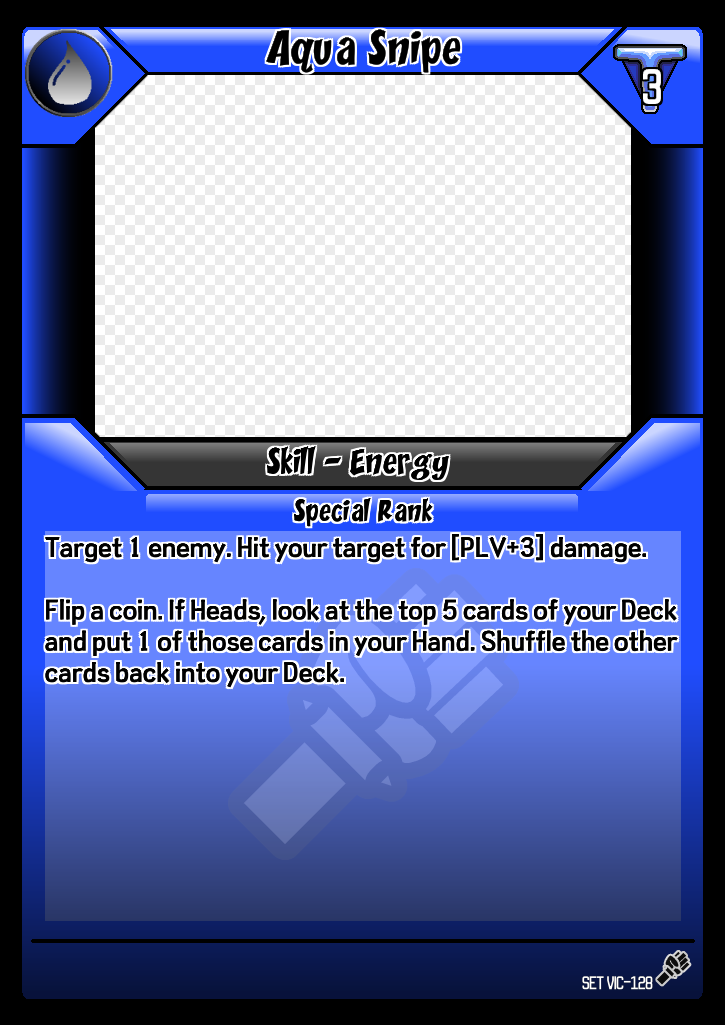 Aqua Snipe
3
Skill - Energy
Special Rank
Target 1 enemy. Hit your target for [PLV+3] damage.
Flip a coin. If Heads, look at the top 5 cards of your Deck
and put 1 of those cards in your Hand. Shuffle the other
cards back into your Deck.
SET VIC-128